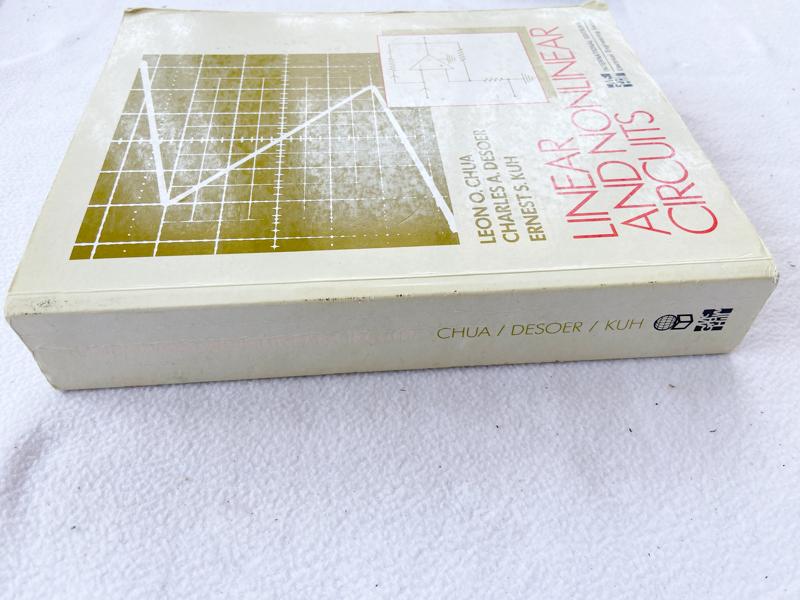 LEON O. CHUA
CHARLES A. DESOER
ERNEST S. KUH
LINEAR
AND NONLINEAR
CIRCUITS
CHUA / DESOER / KUH